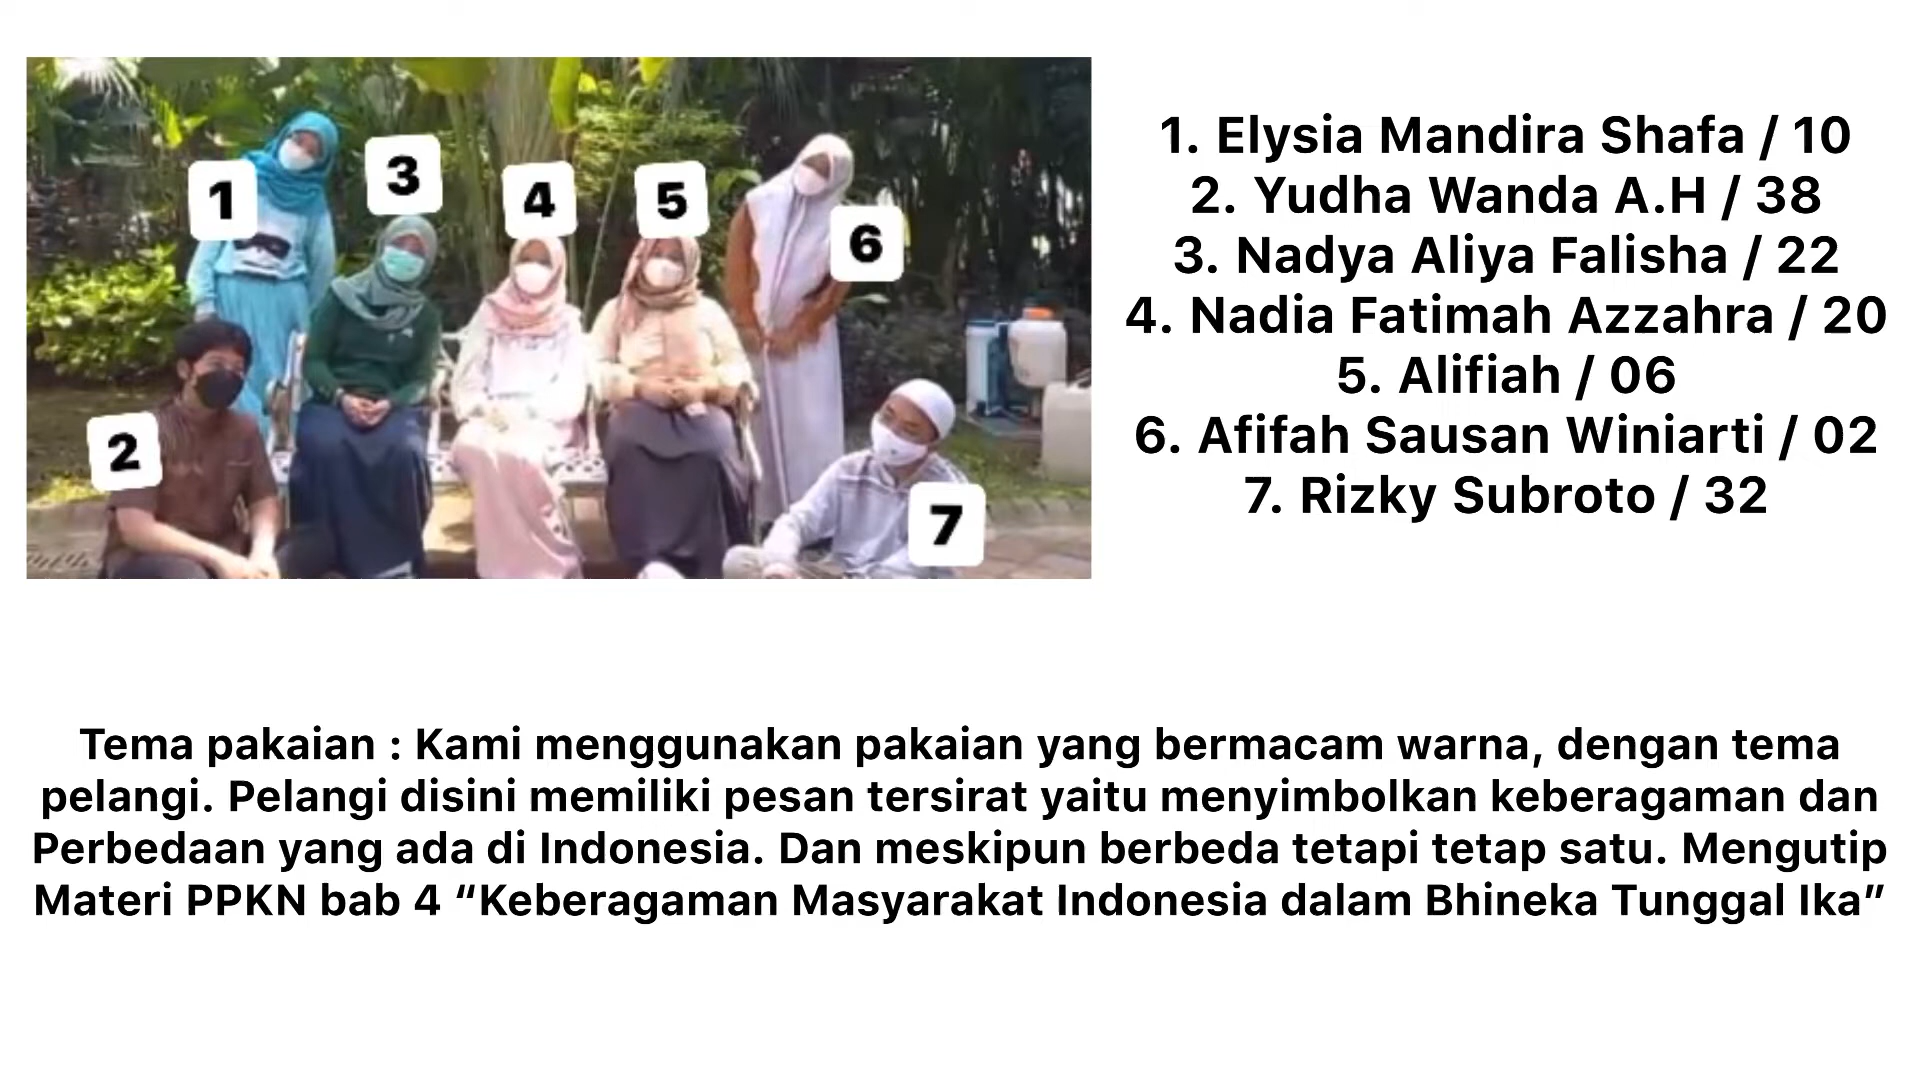 1
3
4
5
6
2
7
1. Elysia Mandira Shafa / 10
2. Yudha Wanda A.H / 38
3. Nadya Aliya Falisha / 22
4. Nadia Fatimah Azzahra / 20
5. Alifiah / 06
6. Afifah Sausan Winiarti / 02
7. Rizky Subroto / 32
Tema pakaian : Kami menggunakan pakaian yang bermacam warna, dengan tema
pelangi. Pelangi disini memiliki pesan tersirat yaitu menyimbolkan keberagaman dan
Perbedaan yang ada di Indonesia. Dan meskipun berbeda tetapi tetap satu. Mengutip
Materi PPKN bab 4 “Keberagaman Masyarakat Indonesia dalam Bhineka Tunggal Ika”